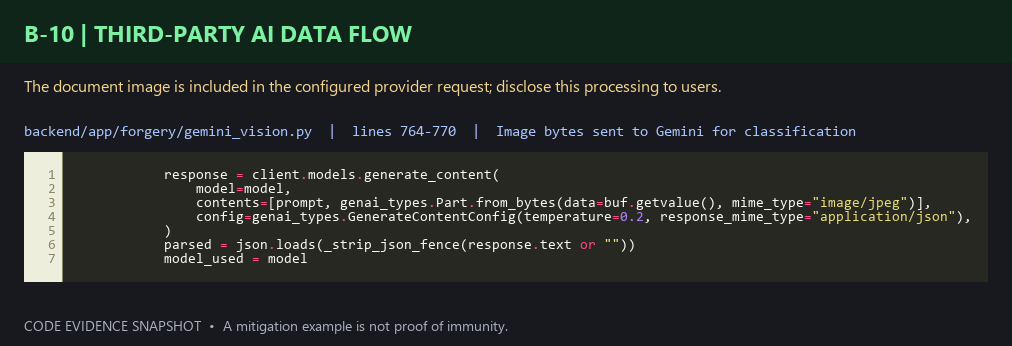 B-10 | THIRD-PARTY AI DATA FLOW
The document image is included in the configured provider request; disclose this processing to users.
backend/app/forgery/gemini_vision.py | lines 764-770 | Image bytes sent to Gemini for classification
1 response = client.models.generate_content(
2 model=model,
3 contents=[prompt, genai_types.Part.from_bytes(data=buf.getvalue(), mime_type="image/jpeg")],
4 config=genai_types.GenerateContentConfig(temperature=0.2, response_mime_type="application/json"),
5 )
6 parsed = json.loads(_strip_json_fence(response.text or ""))
7 model_used = model
CODE EVIDENCE SNAPSHOT • A mitigation example is not proof of immunity.